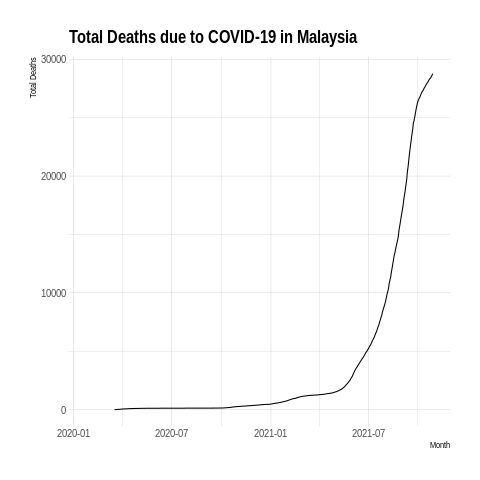 Total Deaths due to COVID-19 in Malaysia
Total Deaths
30000
20000
10000
0
2020-01 2020-07 2021-01 2021-07
Month